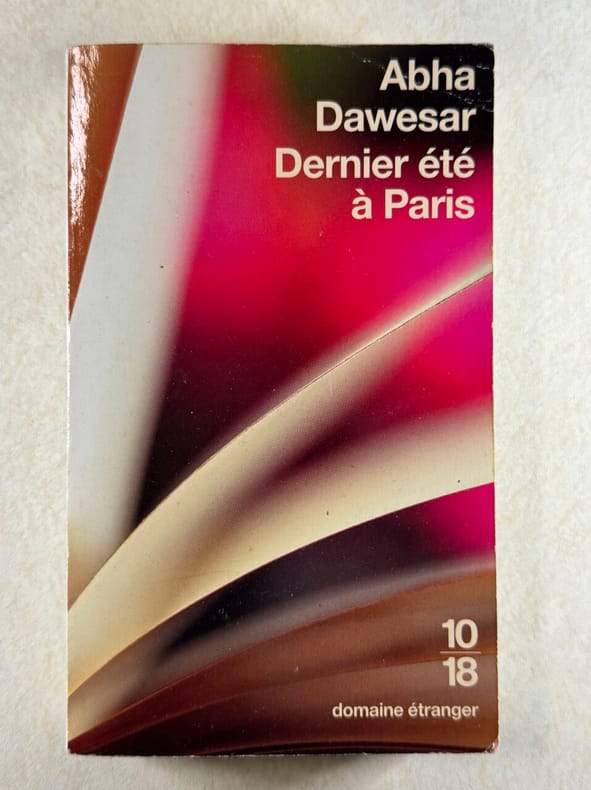 Abha
Dawesar
Dernier été
à Paris
10
18
domaine étranger